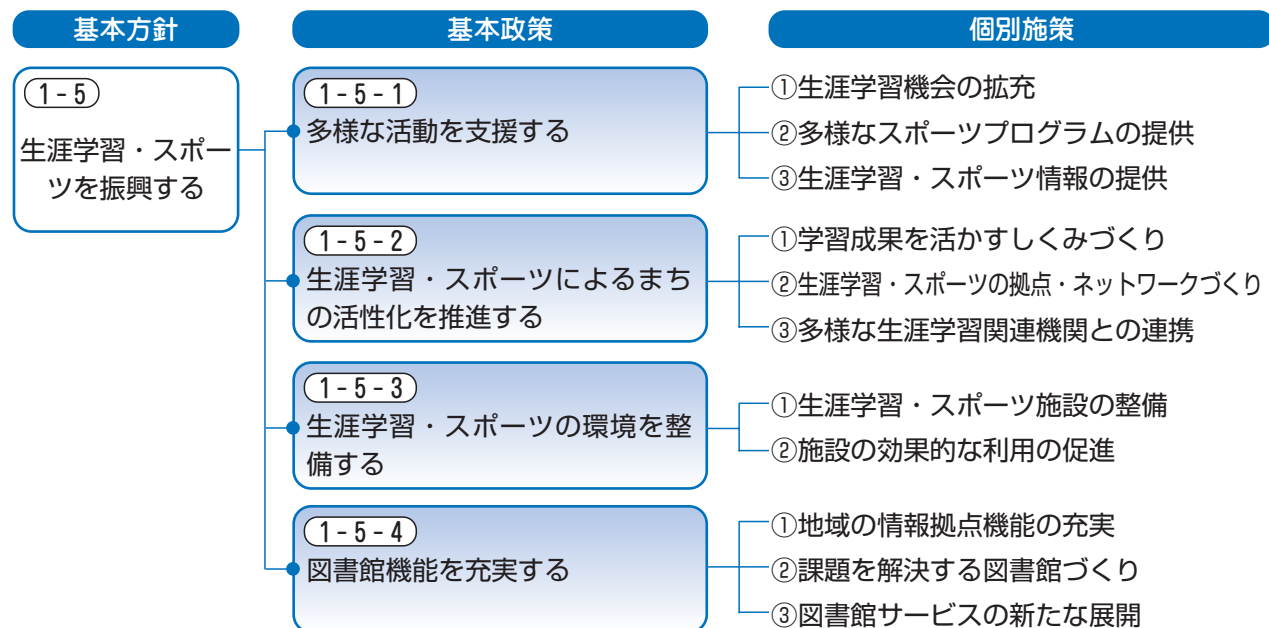 基本方針
基本政策
個別施策
1-5
生涯学習・スポー
ツを振興する
1-5-1
多様な活動を支援する
①生涯学習機会の拡充
②多様なスポーツプログラムの提供
③生涯学習・スポーツ情報の提供
1-5-2
生涯学習・スポーツによるまち
の活性化を推進する
①学習成果を活かすしくみづくり
②生涯学習・スポーツの拠点・ネットワークづくり
③多様な生涯学習関連機関との連携
1-5-3
生涯学習・スポーツの環境を整
備する
①生涯学習・スポーツ施設の整備
②施設の効果的な利用の促進
1-5-4
図書館機能を充実する
①地域の情報拠点機能の充実
②課題を解決する図書館づくり
③図書館サービスの新たな展開